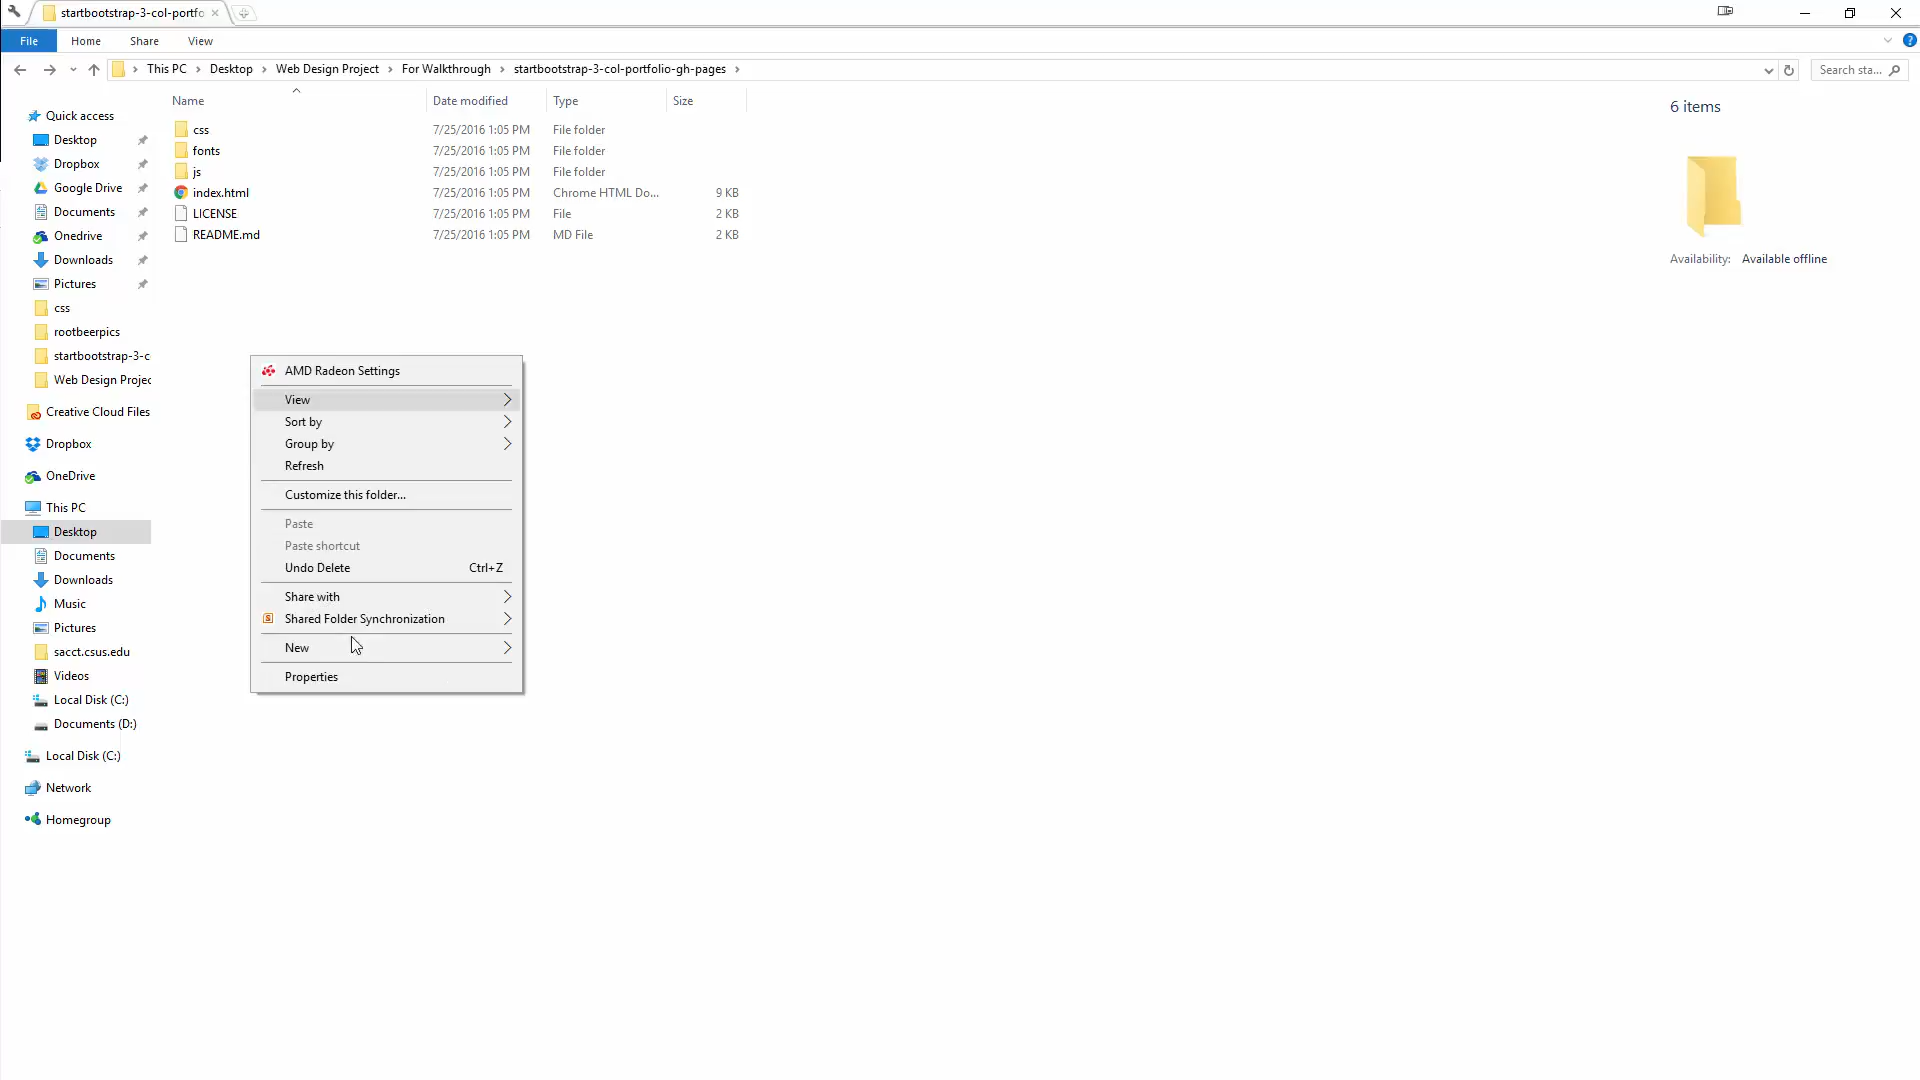 startbootstrap-3-col-portfo
File Home Share View
This PC Desktop Web Design Project For Walkthrough startbootstrap-3-col-portfolio-gh-pages
Search sta...
Name Date modified Type Size
css 7/25/2016 1:05 PM File folder
fonts 7/25/2016 1:05 PM File folder
js 7/25/2016 1:05 PM File folder
index.html 7/25/2016 1:05 PM Chrome HTML Do... 9 KB
LICENSE 7/25/2016 1:05 PM File 2 KB
README.md 7/25/2016 1:05 PM MD File 2 KB
6 items
Availability: Available offline
Quick access
Desktop
Dropbox
Google Drive
Documents
Onedrive
Downloads
Pictures
css
rootbeerpics
startbootstrap-3-c
Web Design Projec
Creative Cloud Files
Dropbox
OneDrive
This PC
Desktop
Documents
Downloads
Music
Pictures
sacct.csus.edu
Videos
Local Disk (C:)
Documents (D:)
Local Disk (C:)
Network
Homegroup
AMD Radeon Settings
View
Sort by
Group by
Refresh
Customize this folder...
Paste
Paste shortcut
Undo Delete Ctrl+Z
Share with
Shared Folder Synchronization
New
Properties